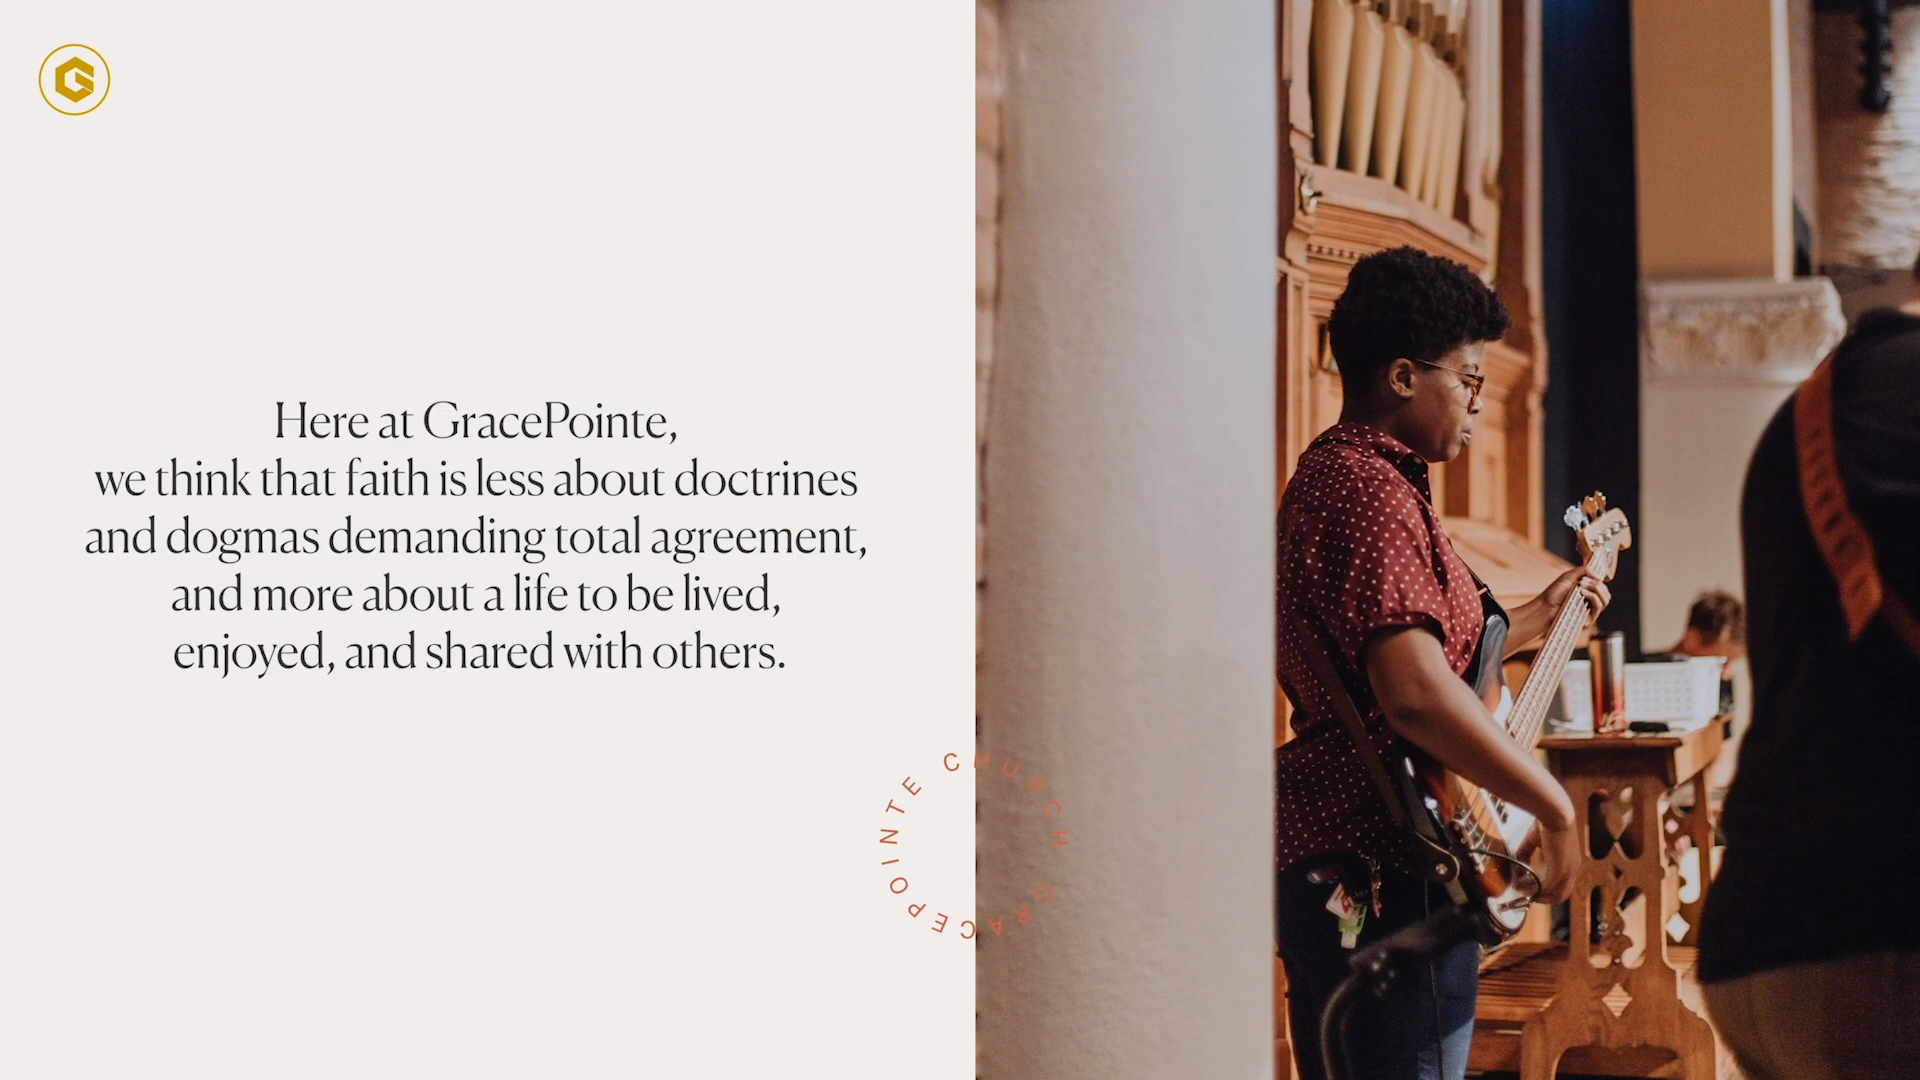 Here at GracePointe,
we think that faith is less about doctrines
and dogmas demanding total agreement,
and more about a life to be lived,
enjoyed, and shared with others.
GRACEPOINTE CHURCH